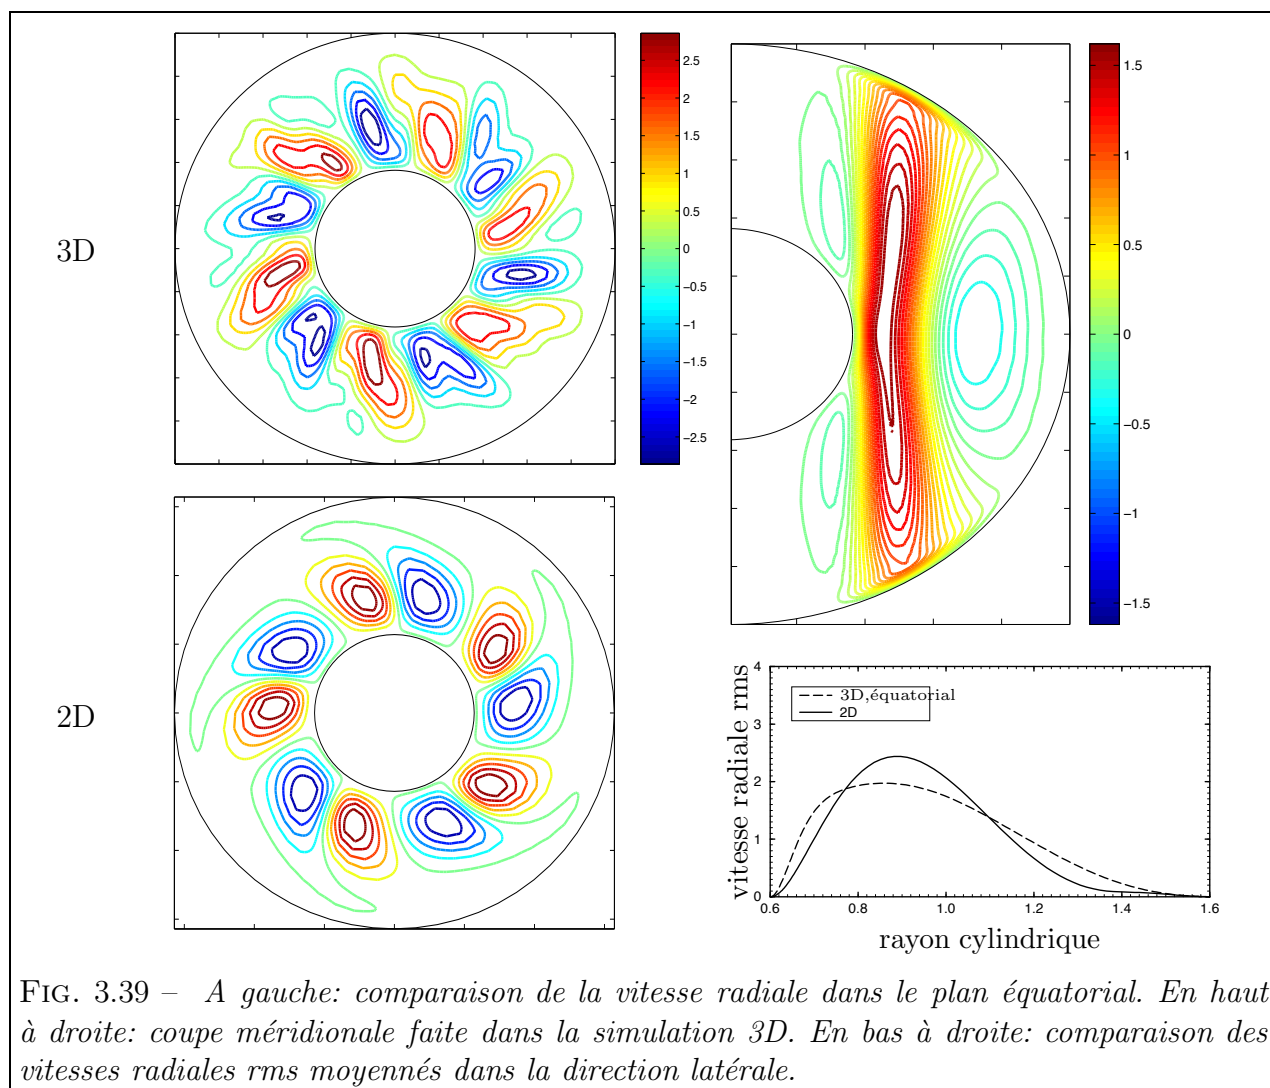 3D
2.5
2
1.5
1
0.5
0
−0.5
−1
−1.5
−2
−2.5
1.5
1
0.5
0
−0.5
−1
−1.5
2D
vitesse radiale rms
4
3
2
1
0
3D,équatorial
2D
0.6 0.8 1.0 1.2 1.4 1.6
rayon cylindrique
FIG. 3.39 – A gauche: comparaison de la vitesse radiale dans le plan équatorial. En haut
à droite: coupe méridionale faite dans la simulation 3D. En bas à droite: comparaison des
vitesses radiales rms moyennés dans la direction latérale.